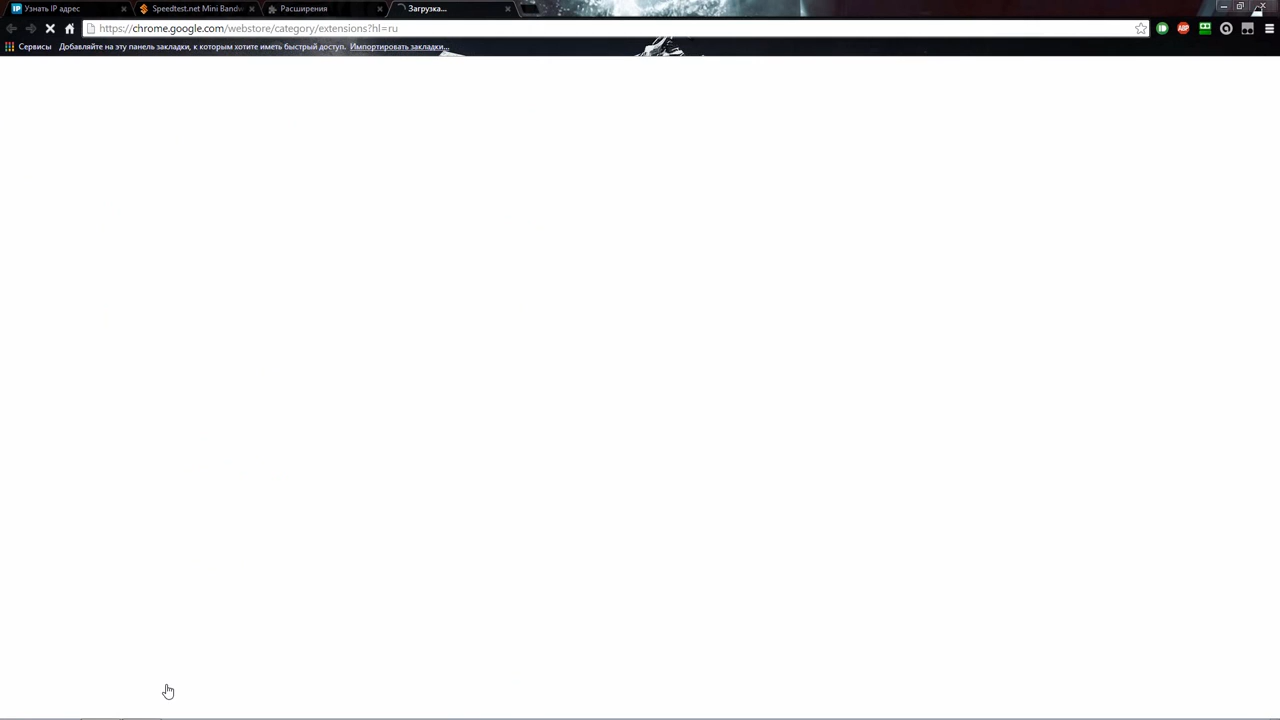 Узнать IP адрес
Speedtest.net Mini Bandw
Расширения
Загрузка...
https://chrome.google.com/webstore/category/extensions?hl=ru
Сервисы Добавляйте на эту панель закладки, к которым хотите иметь быстрый доступ. Импортировать закладки...